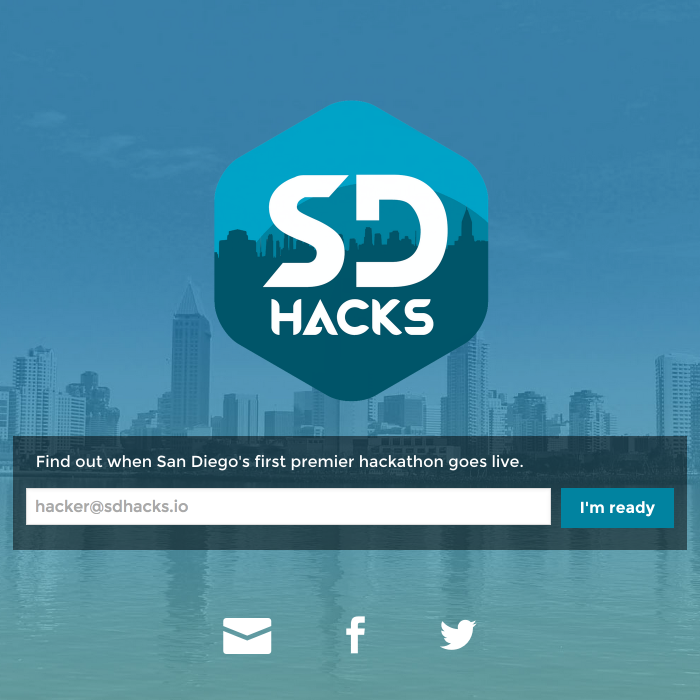 SD
HACKS
Find out when San Diego's first premier hackathon goes live.
hacker@sdhacks.io
I'm ready